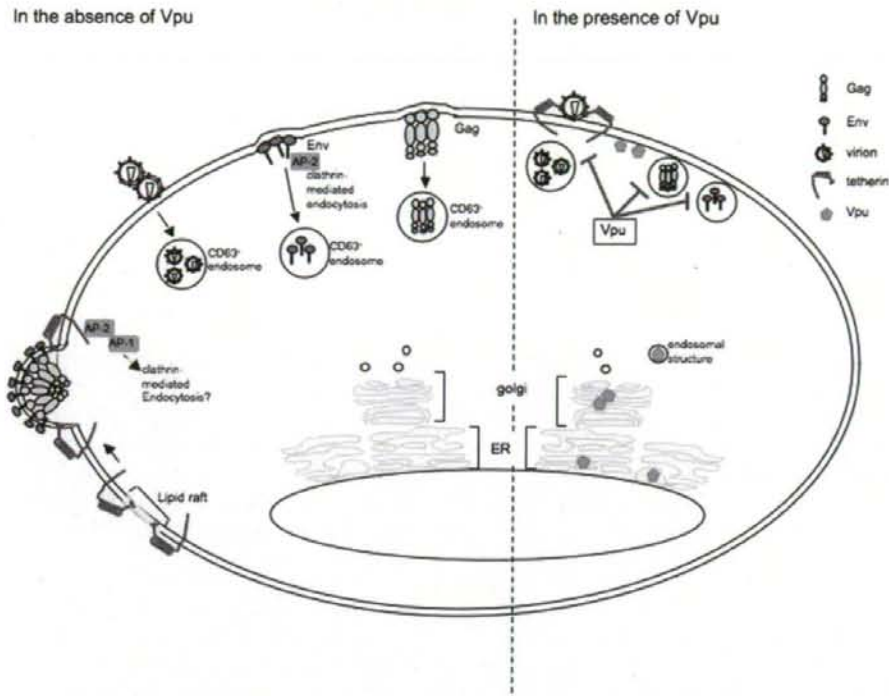 In the absence of Vpu
In the presence of Vpu
Gag
Env
virion
tetherin
Vpu
Env
AP-2
clathrin-
mediated
endocytosis
Gag
CD63+
endosome
CD63+
endosome
CD63+
endosome
Vpu
AP-2
AP-1
clathrin-
mediated
Endocytosis?
endosomal
structure
golgi
ER
Lipid raft